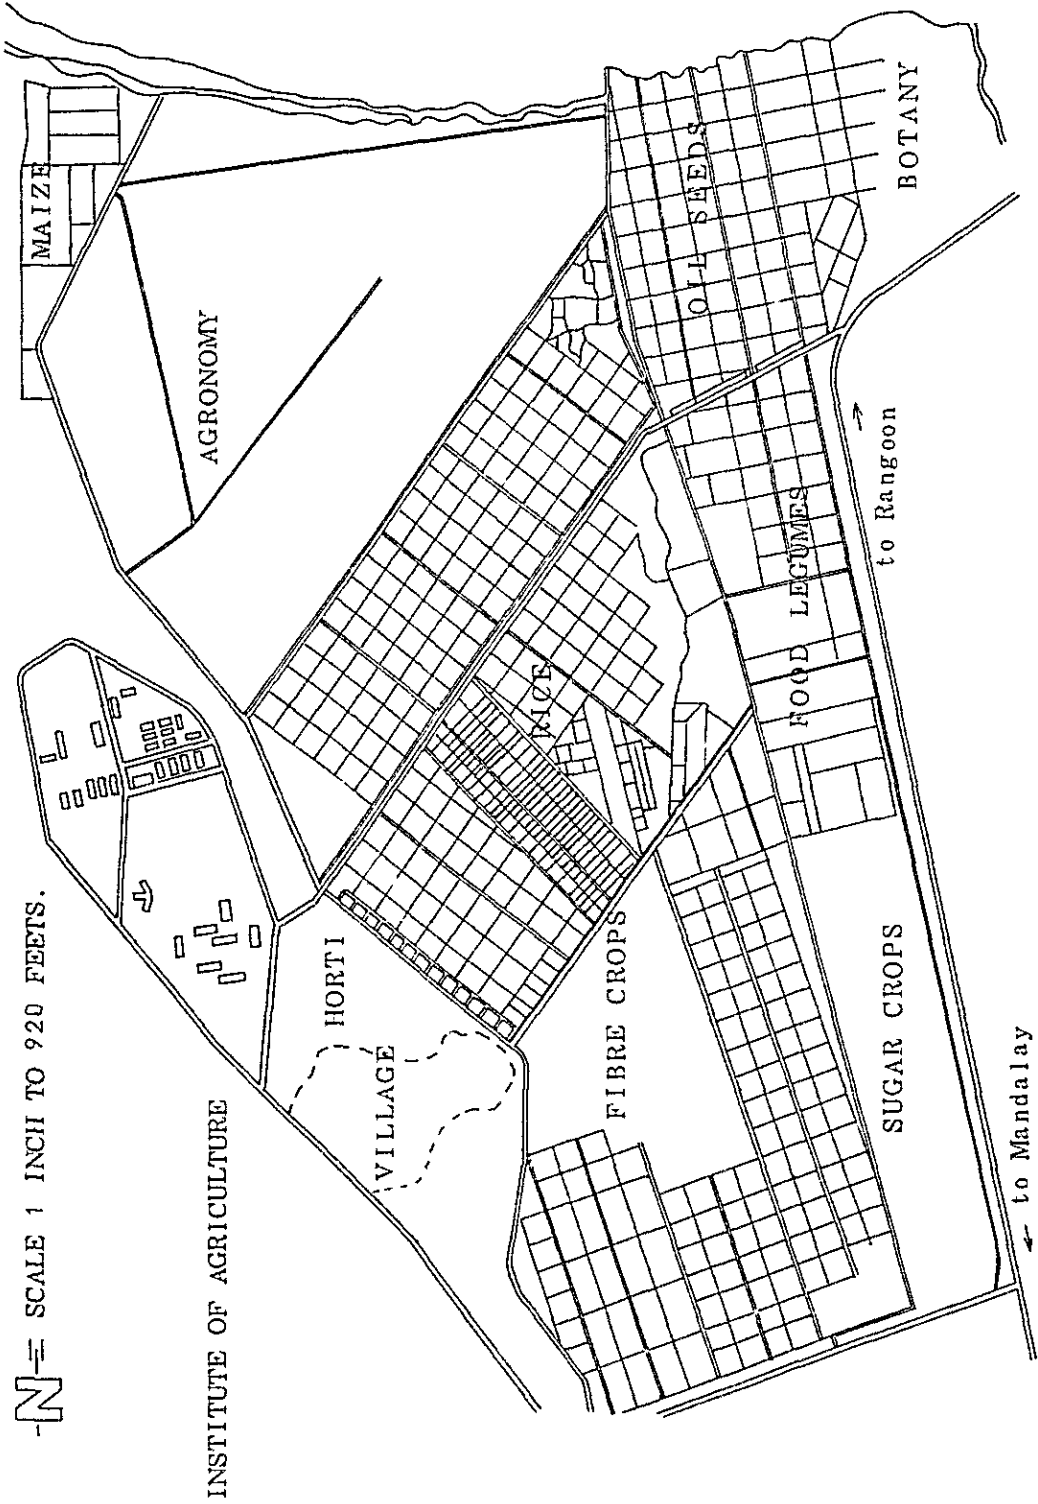 N
SCALE 1 INCH TO 920 FEETS.
INSTITUTE OF AGRICULTURE
MAIZE
AGRONOMY
HORTI
VILLAGE
RICE
FIBRE CROPS
OIL SEEDS
FOOD LEGUMES
SUGAR CROPS
BOTANY
to Rangoon →
← to Mandalay